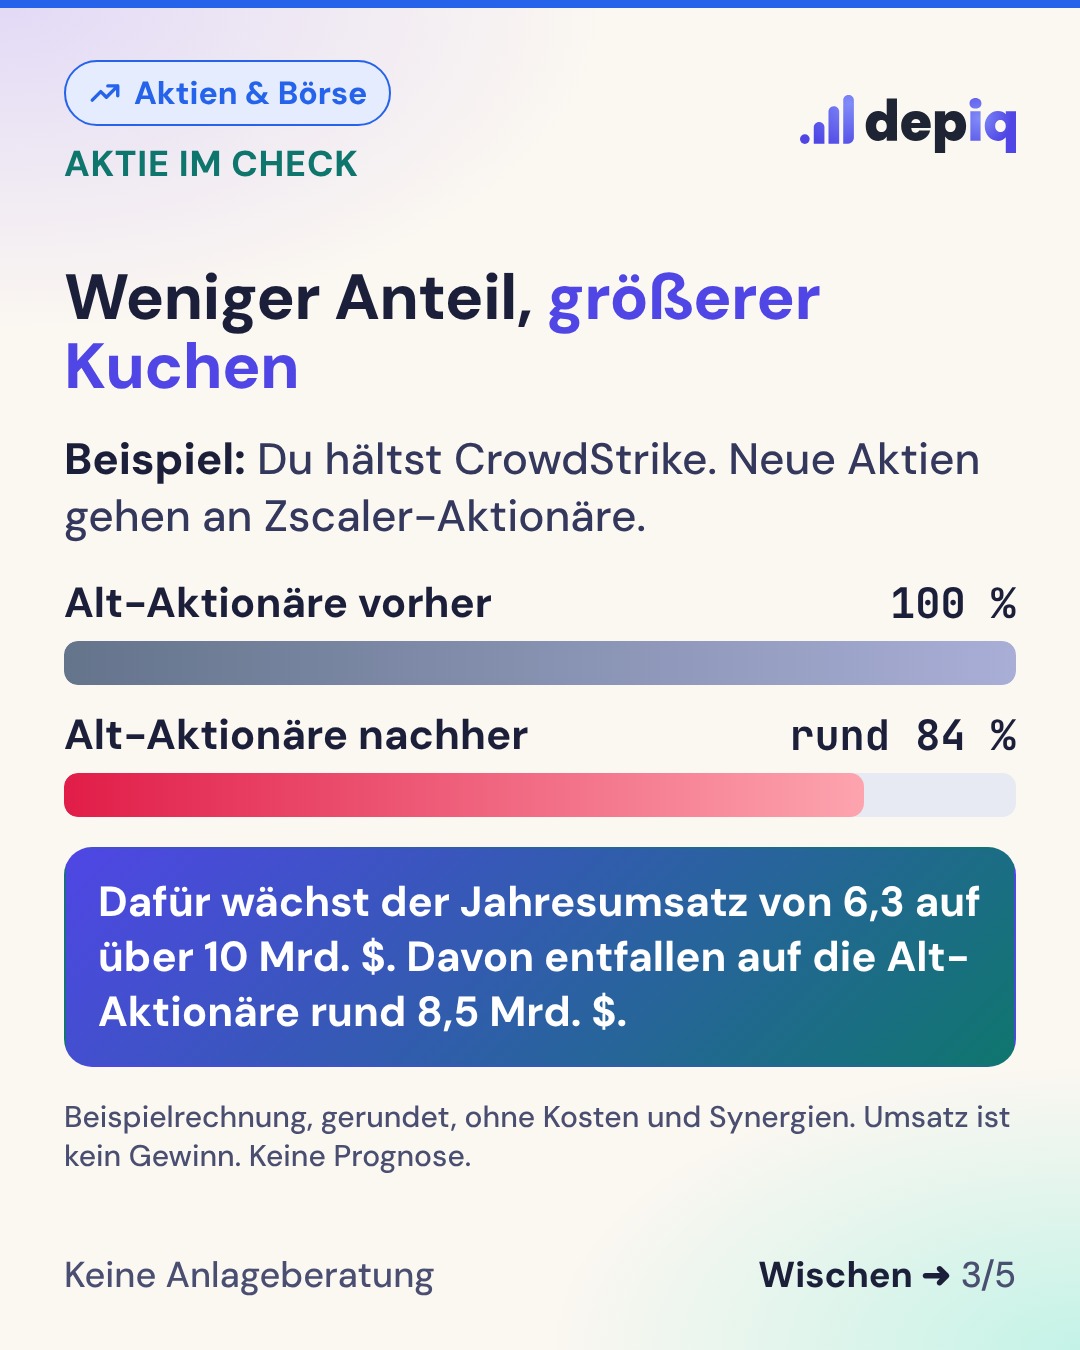 Aktien & Börse
depiq
AKTIE IM CHECK
Weniger Anteil, größerer
Kuchen
Beispiel: Du hältst CrowdStrike. Neue Aktien
gehen an Zscaler-Aktionäre.
Alt-Aktionäre vorher 100 %
Alt-Aktionäre nachher rund 84 %
Dafür wächst der Jahresumsatz von 6,3 auf
über 10 Mrd. $. Davon entfallen auf die Alt-
Aktionäre rund 8,5 Mrd. $.
Beispielrechnung, gerundet, ohne Kosten und Synergien. Umsatz ist
kein Gewinn. Keine Prognose.
Keine Anlageberatung Wischen ➜ 3/5